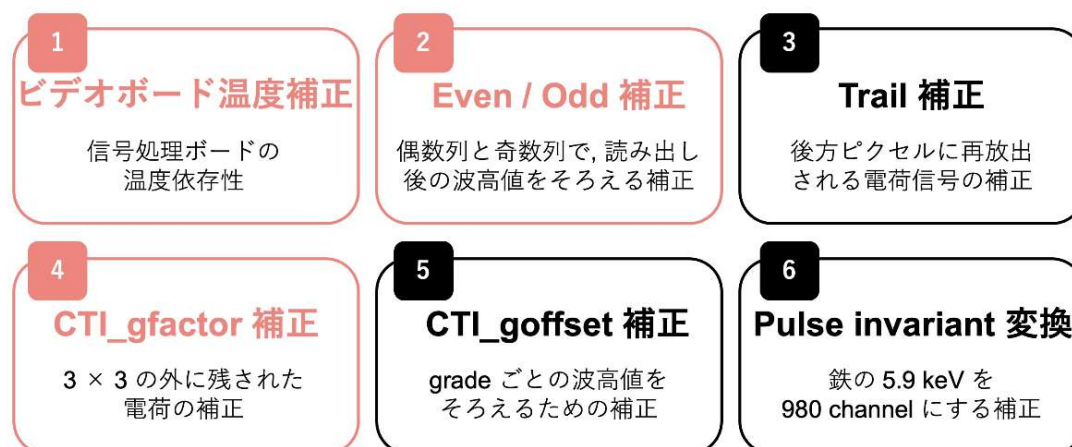 1
ビデオボード温度補正
信号処理ボードの
温度依存性
2
Even / Odd 補正
偶数列と奇数列で, 読み出し
後の波高値をそろえる補正
3
Trail 補正
後方ピクセルに再放出
される電荷信号の補正
4
CTI_gfactor 補正
3 × 3 の外に残された
電荷の補正
5
CTI_goffset 補正
grade ごとの波高値を
そろえるための補正
6
Pulse invariant 変換
鉄の 5.9 keV を
980 channel にする補正